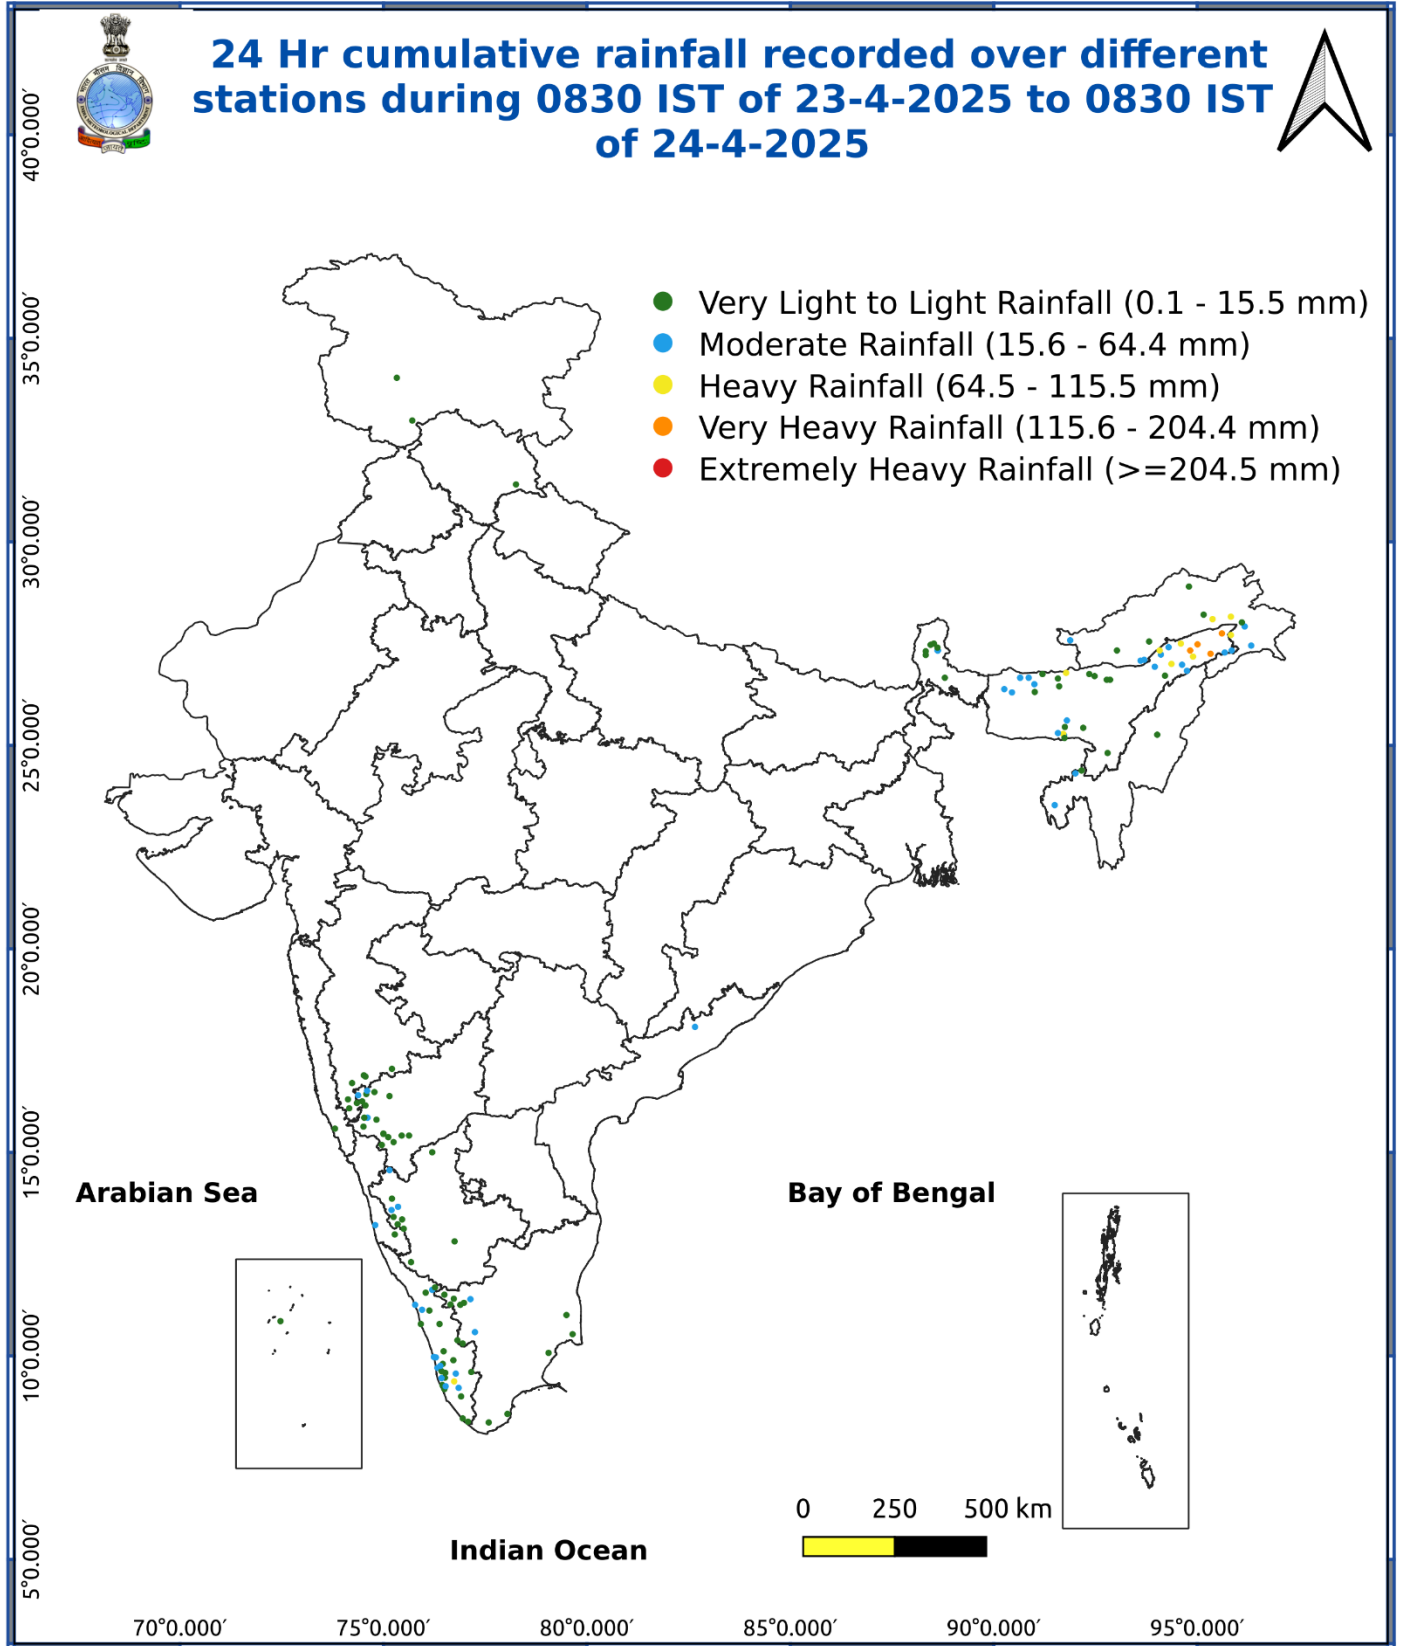 24 Hr cumulative rainfall recorded over different
stations during 0830 IST of 23-4-2025 to 0830 IST
of 24-4-2025
Very Light to Light Rainfall (0.1 - 15.5 mm)
Moderate Rainfall (15.6 - 64.4 mm)
Heavy Rainfall (64.5 - 115.5 mm)
Very Heavy Rainfall (115.6 - 204.4 mm)
Extremely Heavy Rainfall (>=204.5 mm)
40°0.000′
35°0.000′
30°0.000′
25°0.000′
20°0.000′
15°0.000′
10°0.000′
5°0.000′
Arabian Sea
Bay of Bengal
Indian Ocean
0 250 500 km
70°0.000′ 75°0.000′ 80°0.000′ 85°0.000′ 90°0.000′ 95°0.000′